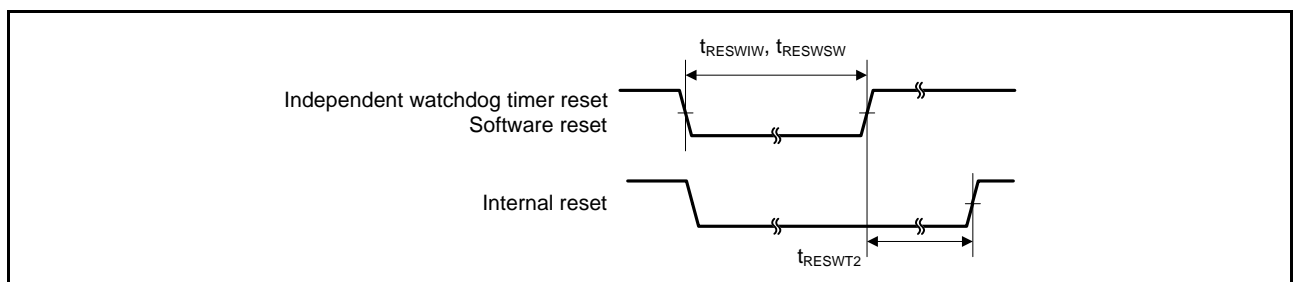 tRESWIW, tRESWSW
Independent watchdog timer reset
Software reset
Internal reset
tRESWT2